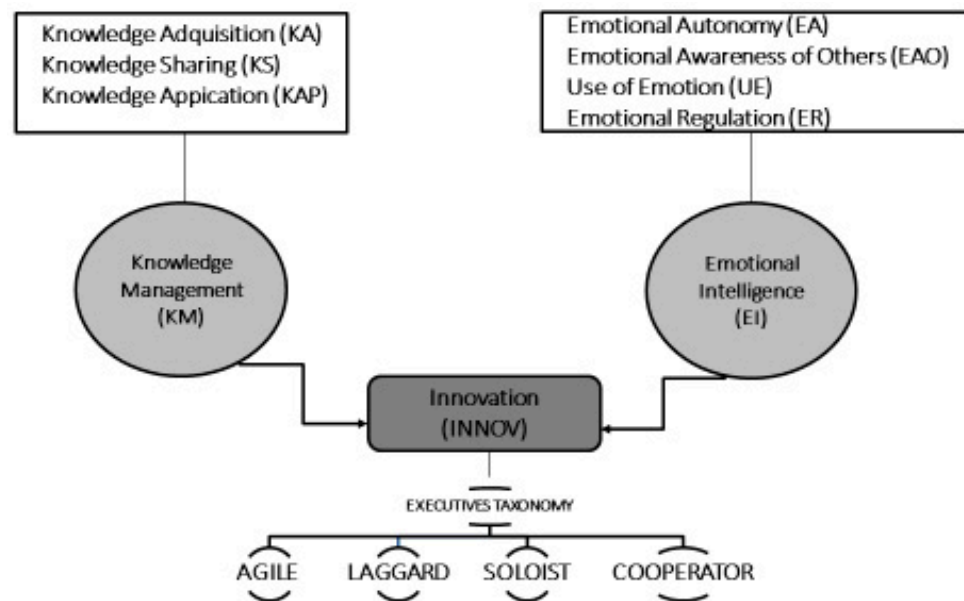 Knowledge Adquisition (KA)
Knowledge Sharing (KS)
Knowledge Appication (KAP)
Emotional Autonomy (EA)
Emotional Awareness of Others (EAO)
Use of Emotion (UE)
Emotional Regulation (ER)
Knowledge
Management
(KM)
Emotional
Intelligence
(EI)
Innovation
(INNOV)
EXECUTIVES TAXONOMY
AGILE
LAGGARD
SOLOIST
COOPERATOR